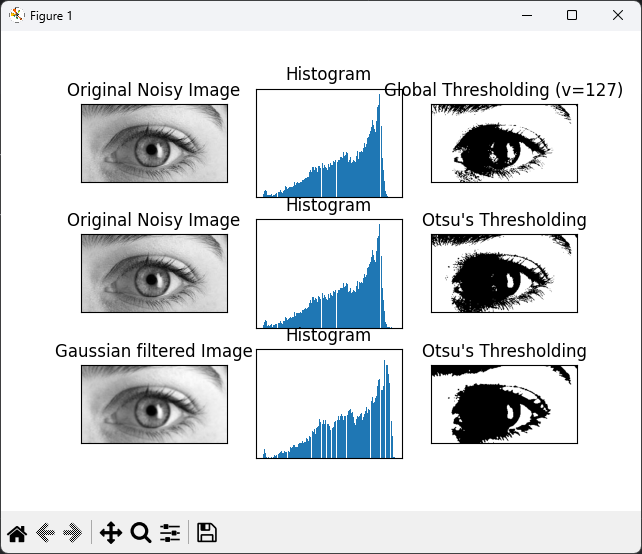 Figure 1
Original Noisy Image
Histogram
Global Thresholding (v=127)
Original Noisy Image
Histogram
Otsu's Thresholding
Gaussian filtered Image
Histogram
Otsu's Thresholding